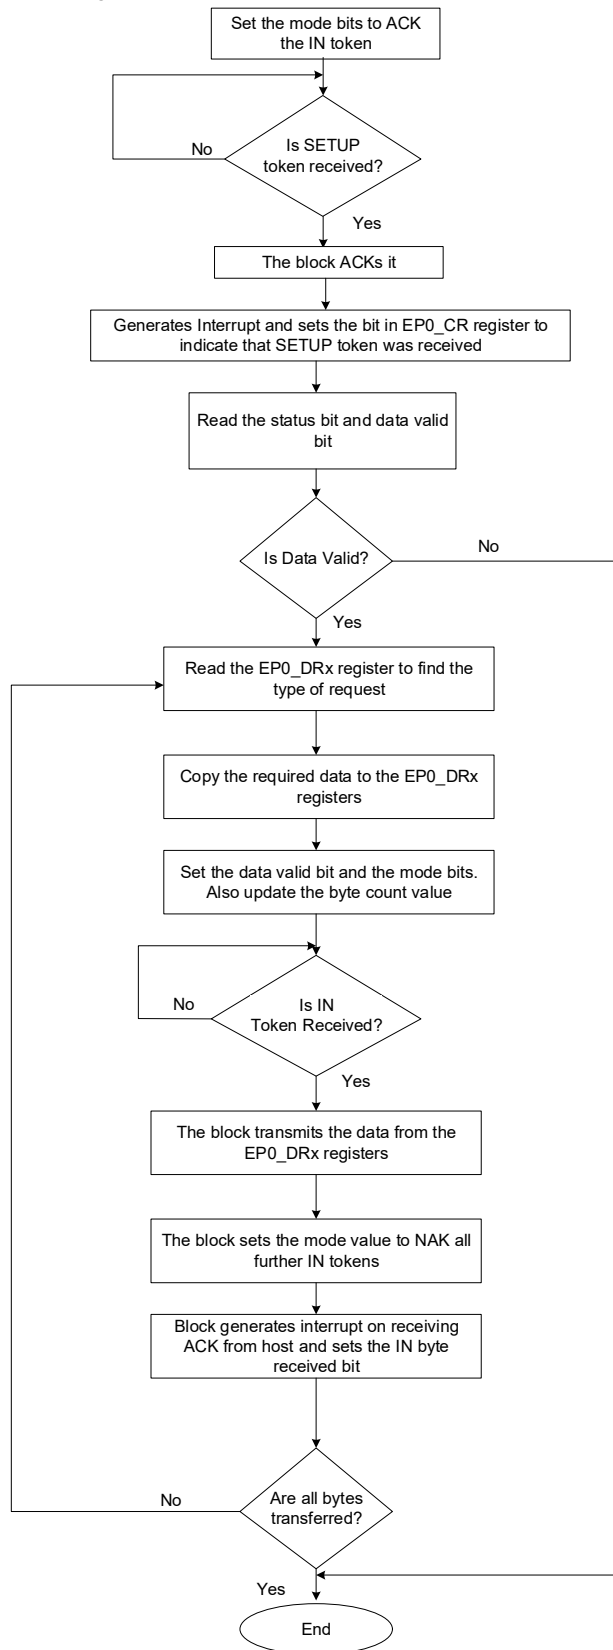 Set the mode bits to ACK
the IN token
Is SETUP
token received?
No
Yes
The block ACKs it
Generates Interrupt and sets the bit in EP0_CR register to
indicate that SETUP token was received
Read the status bit and data valid
bit
Is Data Valid?
No
Yes
Read the EP0_DRx register to find the
type of request
Copy the required data to the EP0_DRx
registers
Set the data valid bit and the mode bits.
Also update the byte count value
Is IN
Token Received?
No
Yes
The block transmits the data from the
EP0_DRx registers
The block sets the mode value to NAK all
further IN tokens
Block generates interrupt on receiving
ACK from host and sets the IN byte
received bit
Are all bytes
transferred?
No
Yes
End